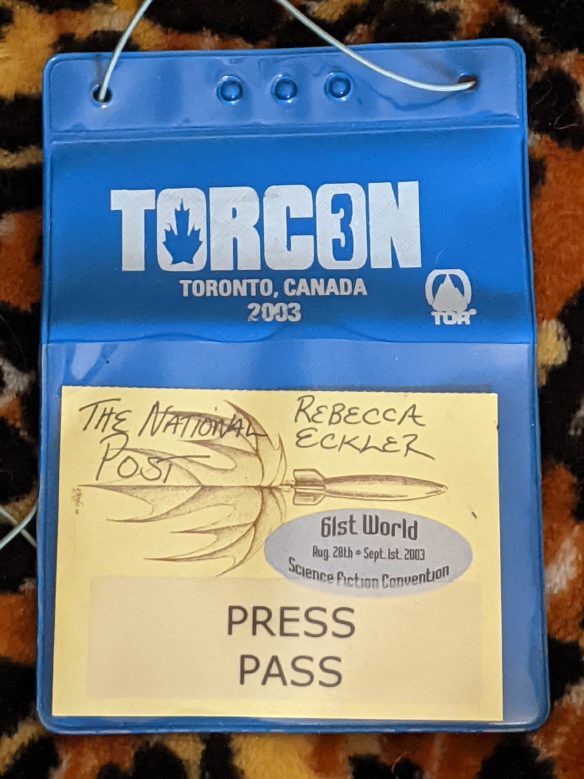 TORCON 3
TORONTO, CANADA
2003
TOR
THE NATIONAL
POST
REBECCA
ECKLER
61st World
Aug. 28th • Sept. 1st. 2003
Science Fiction Convention
PRESS
PASS